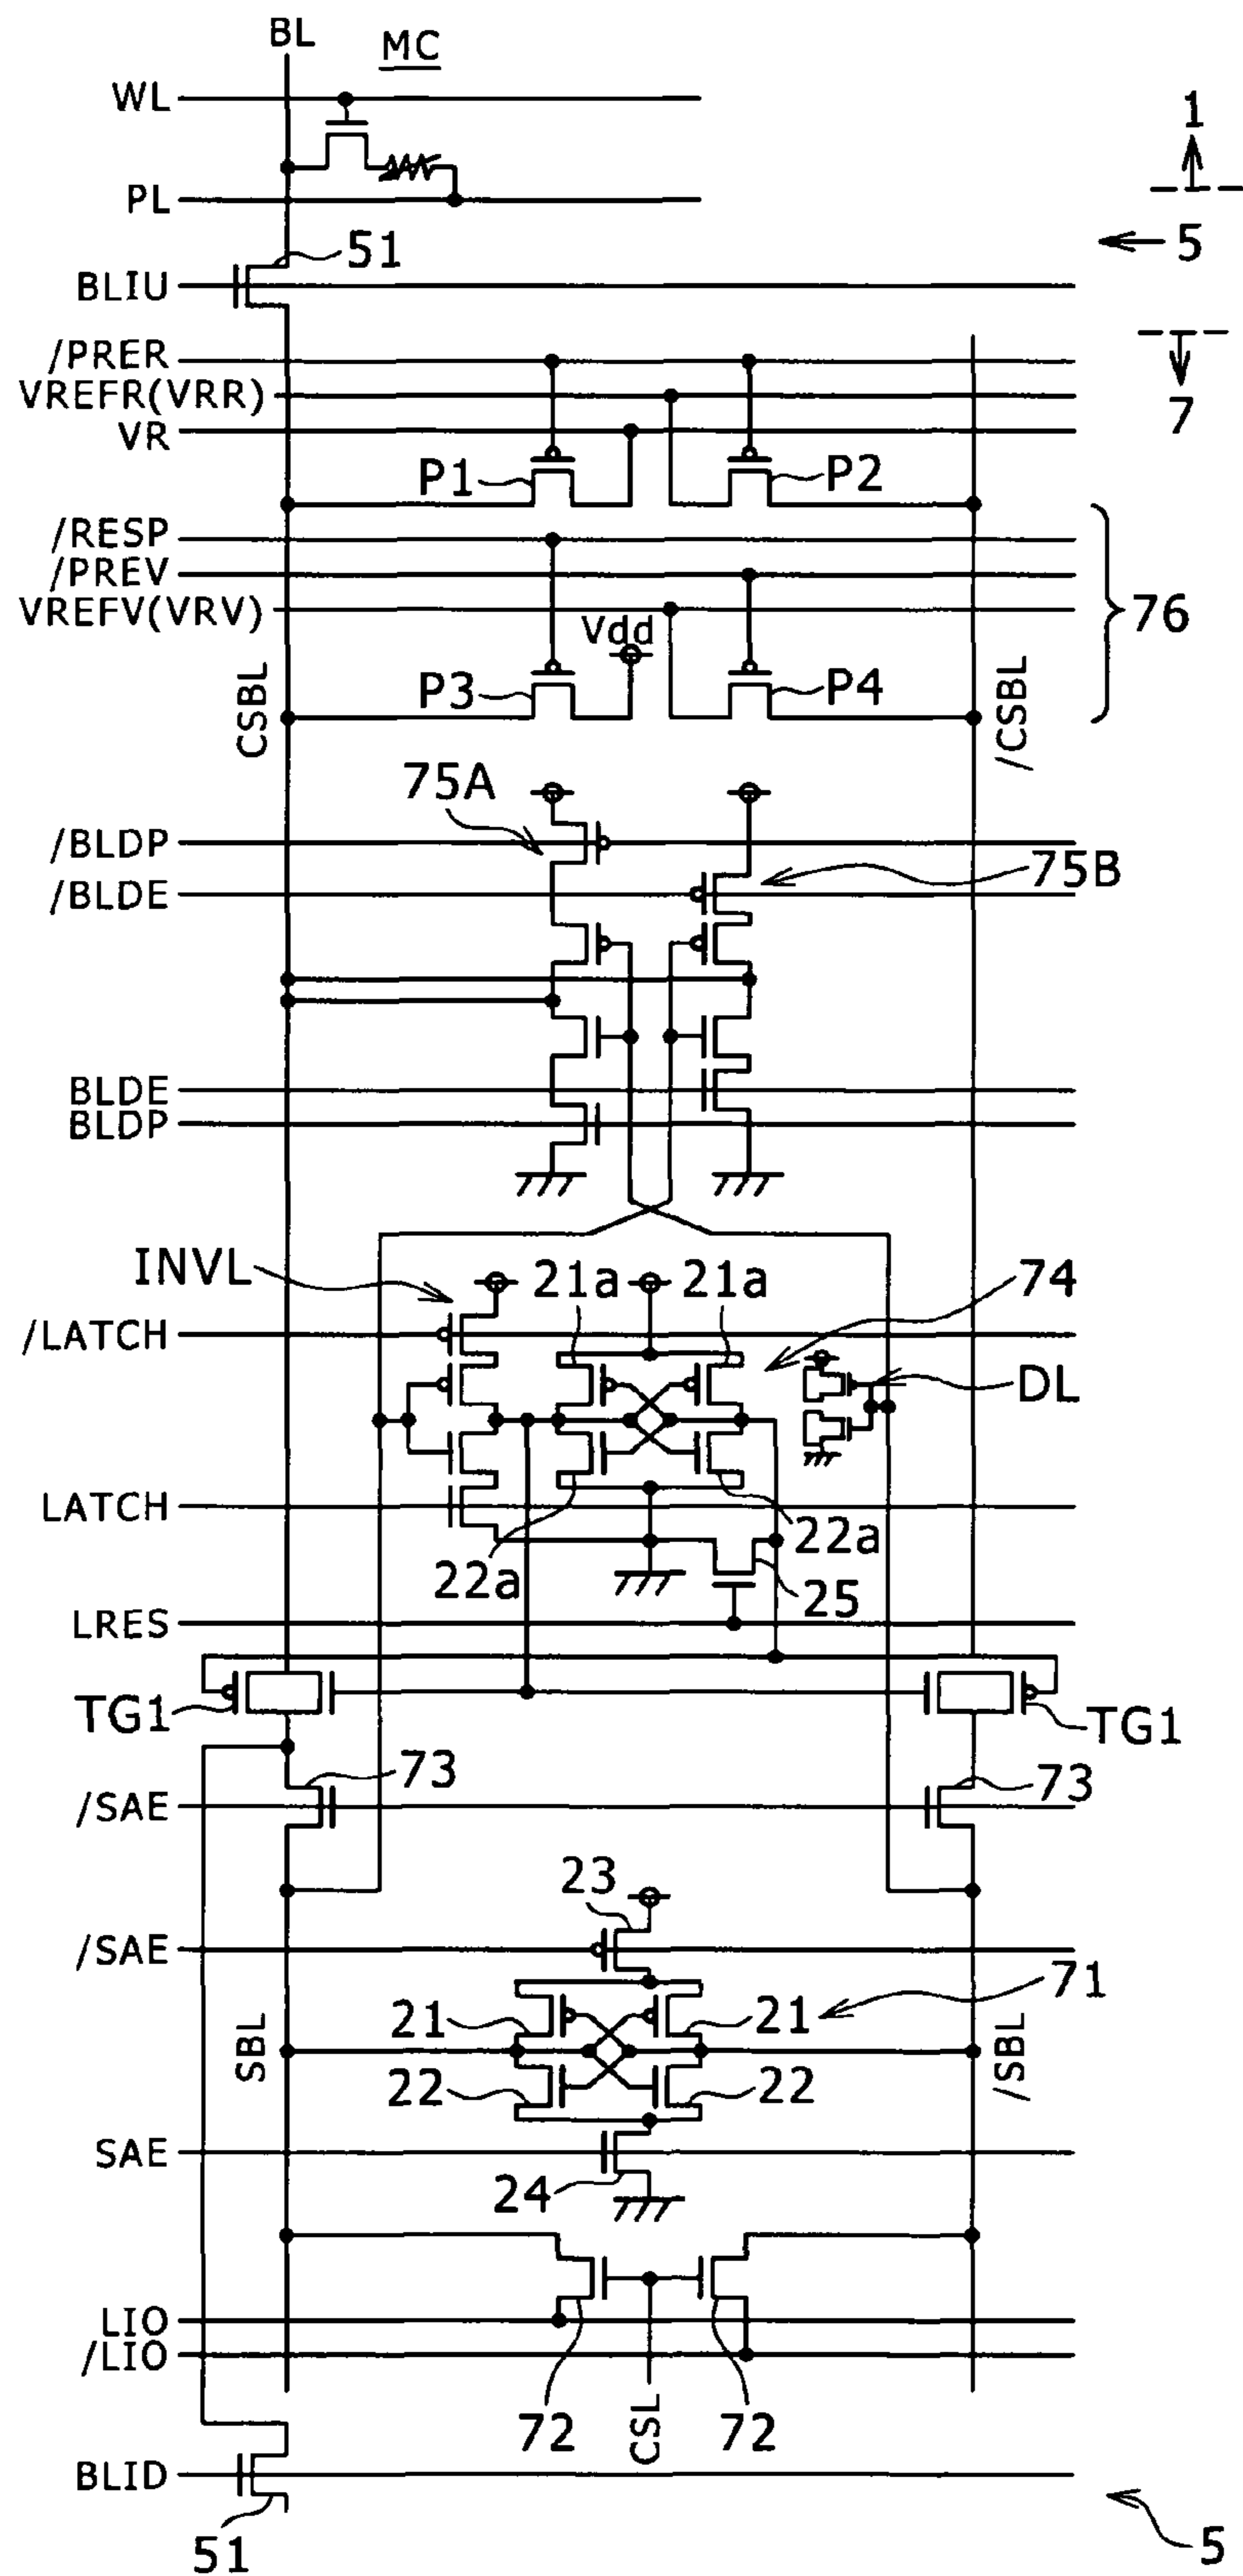 BL
MC
WL
1
PL
5
51
BLIU
/PRER
VREFR(VRR)
7
VR
P1
P2
/RESP
/PREV
VREFV(VRV)
76
Vdd
P3
P4
CSBL
/CSBL
75A
/BLDP
75B
/BLDE
BLDE
BLDP
INVL
21a
21a
74
/LATCH
DL
LATCH
22a
22a
25
LRES
TG1
TG1
73
73
/SAE
23
/SAE
71
21
21
SBL
/SBL
22
22
SAE
24
LIO
/LIO
72
CSL
72
BLID
51
5